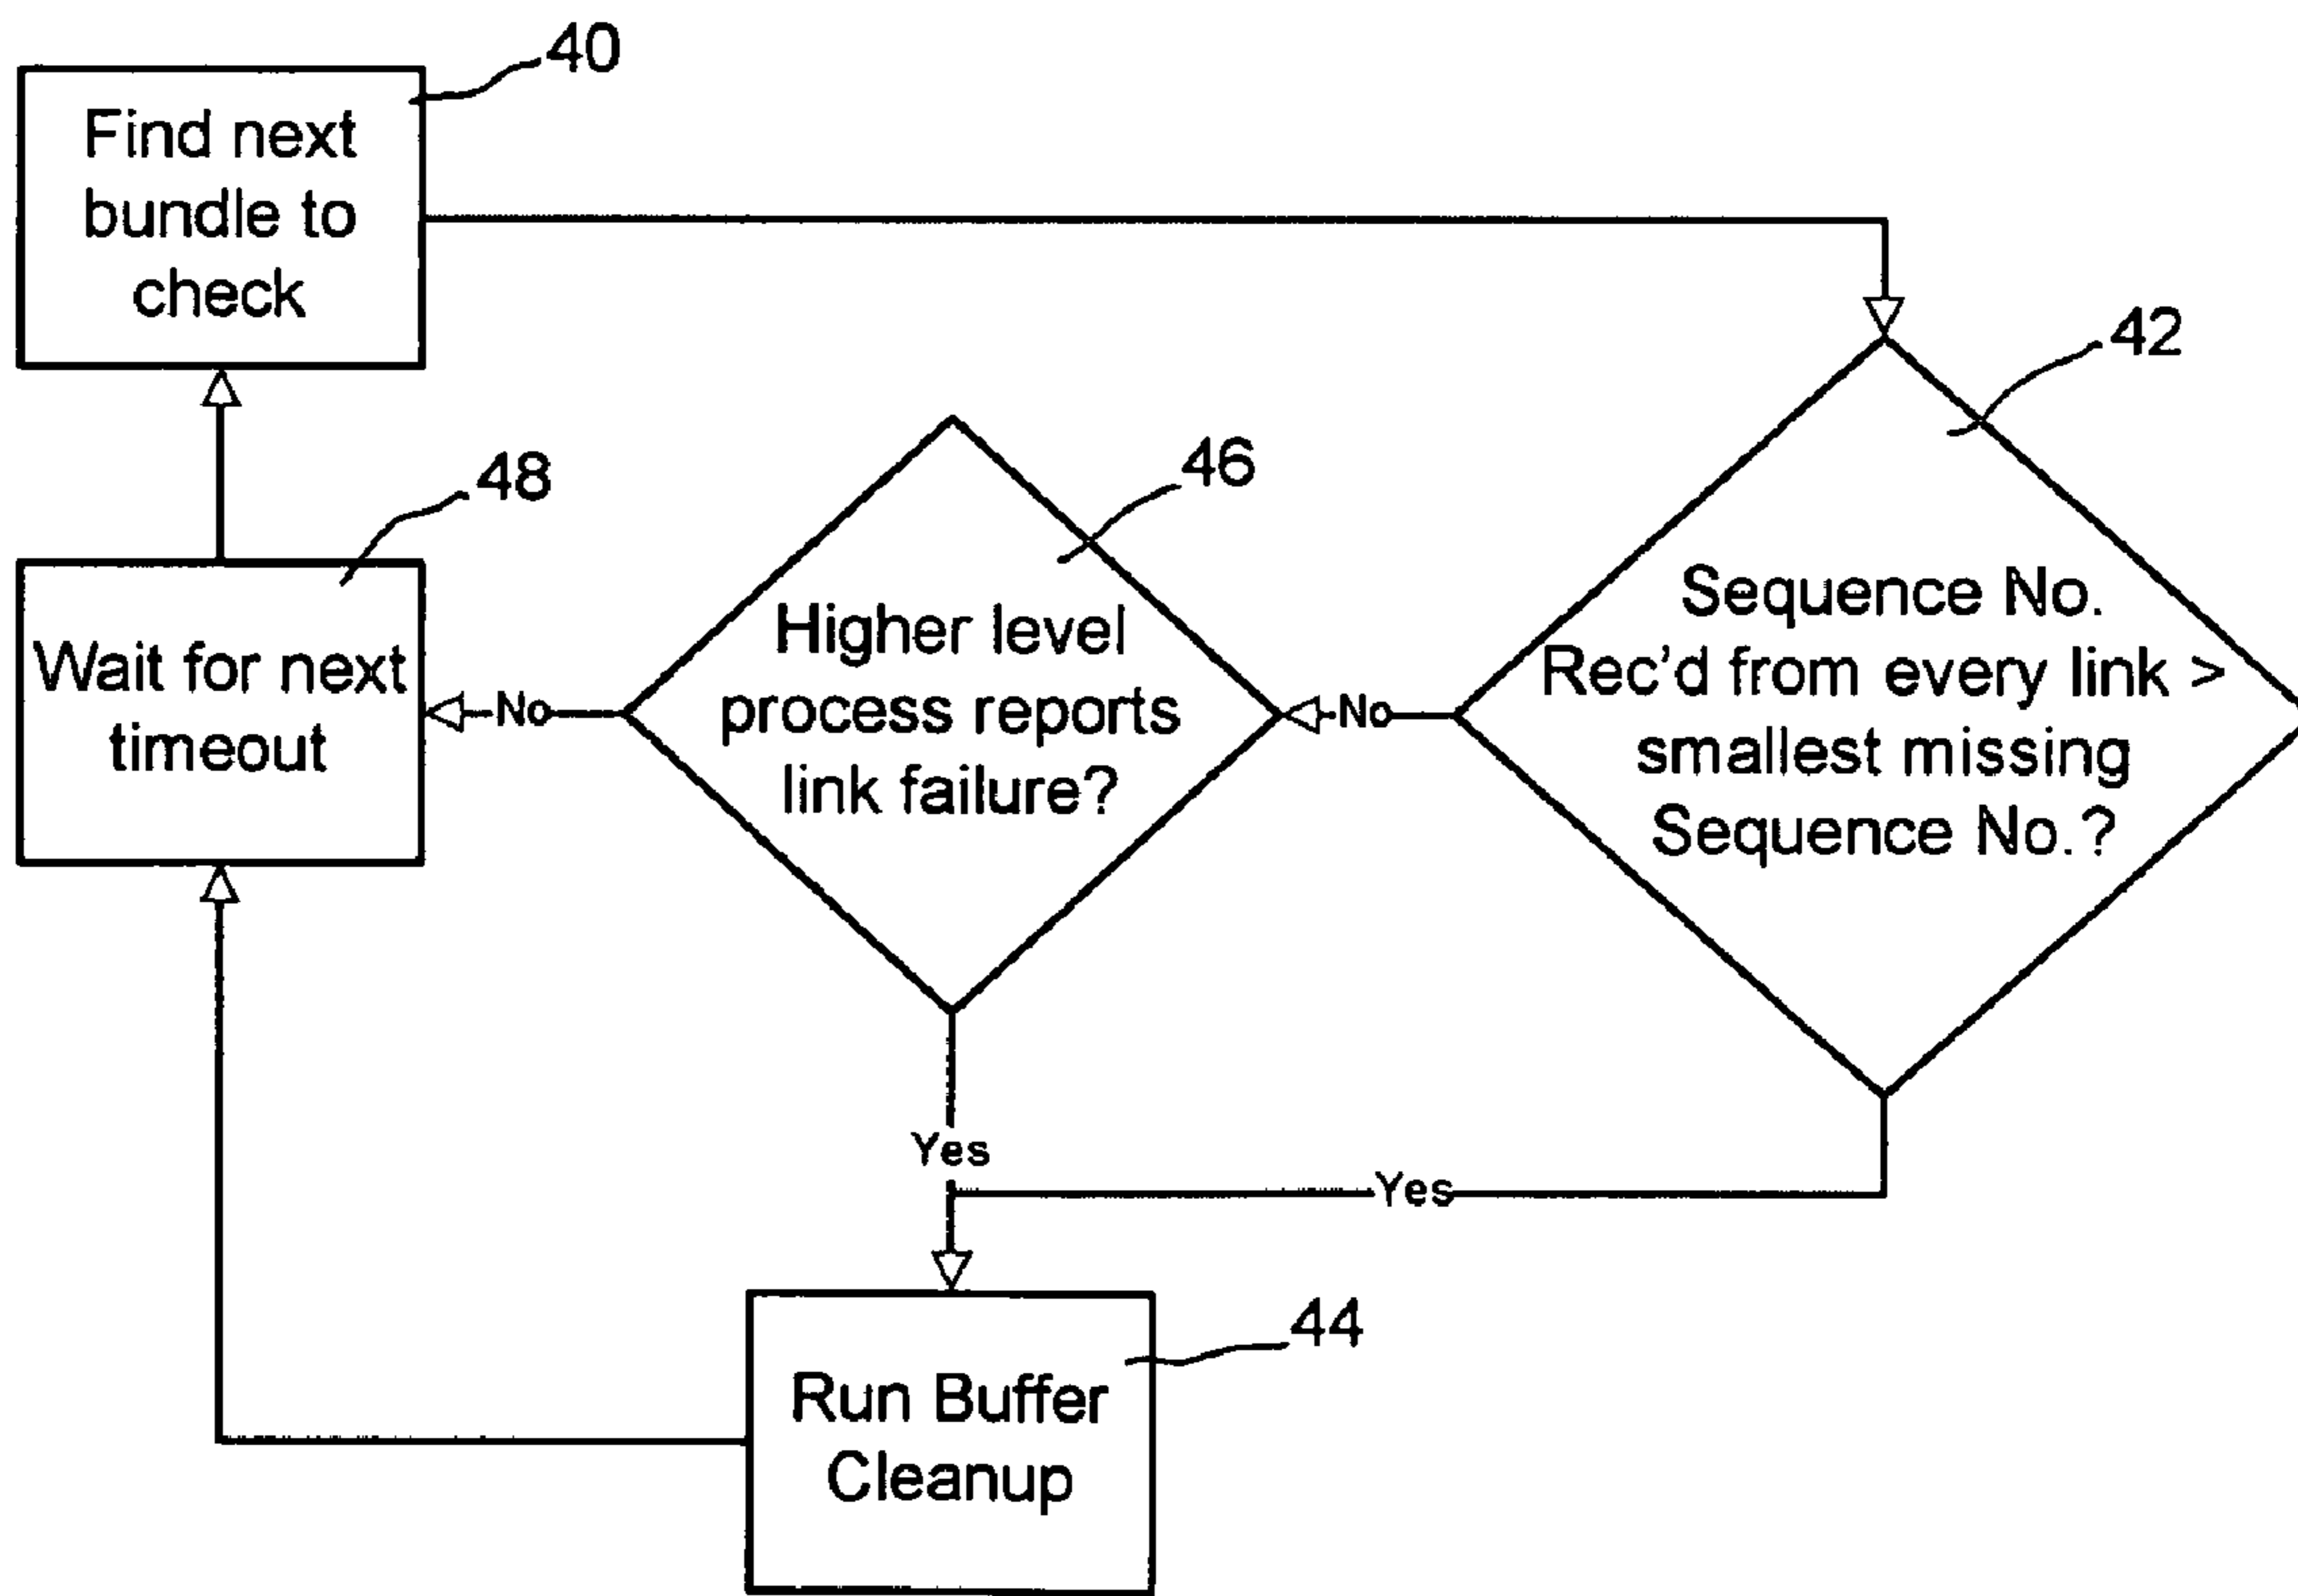 40
Find next
bundle to
check
42
Sequence No.
Rec'd from every link >
smallest missing
Sequence No.?
46
Higher level
process reports
link failure?
48
Wait for next
timeout
No
No
Yes
Yes
44
Run Buffer
Cleanup